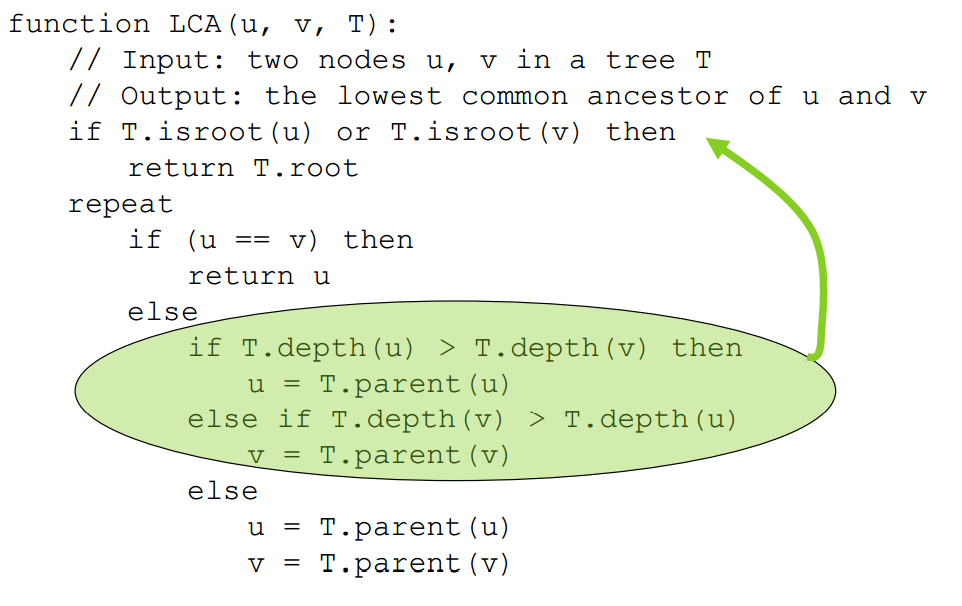 function LCA(u, v, T):
// Input: two nodes u, v in a tree T
// Output: the lowest common ancestor of u and v
if T.isroot(u) or T.isroot(v) then
return T.root
repeat
if (u == v) then
return u
else
if T.depth(u) > T.depth(v) then
u = T.parent(u)
else if T.depth(v) > T.depth(u)
v = T.parent(v)
else
u = T.parent(u)
v = T.parent(v)